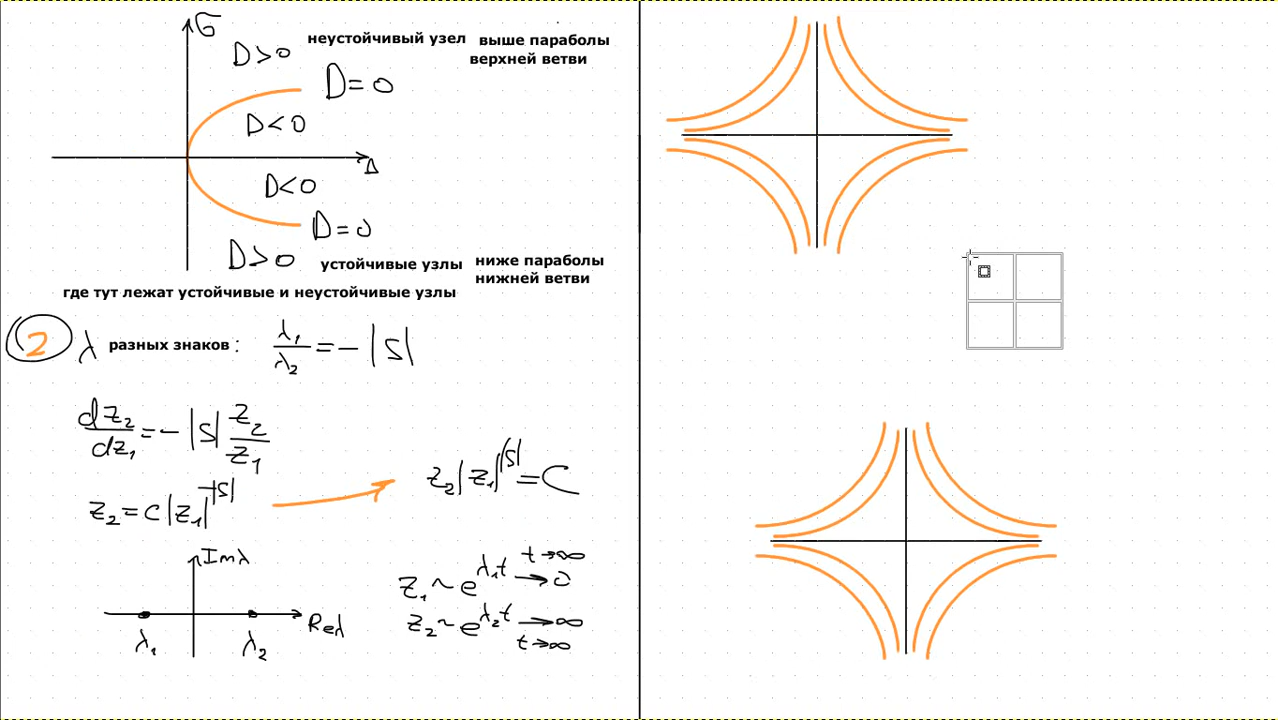 σ
D>0 неустойчивый узел выше параболы
верхней ветви
D=0
D<0
Δ
D<0
D=0
D>0 устойчивые узлы ниже параболы
нижней ветви
где тут лежат устойчивые и неустойчивые узлы
2 λ разных знаков: λ₁/λ₂ = -|S|
dz₂/dz₁ = -|S| z₂/z₁
z₂ = C|z₁|^-|S|
z₂|z₁|^|S| = C
Imλ
Reλ
λ₁ λ₂
z₁ ~ e^λ₁t → 0 t→∞
z₂ ~ e^λ₂t → ∞
t→∞